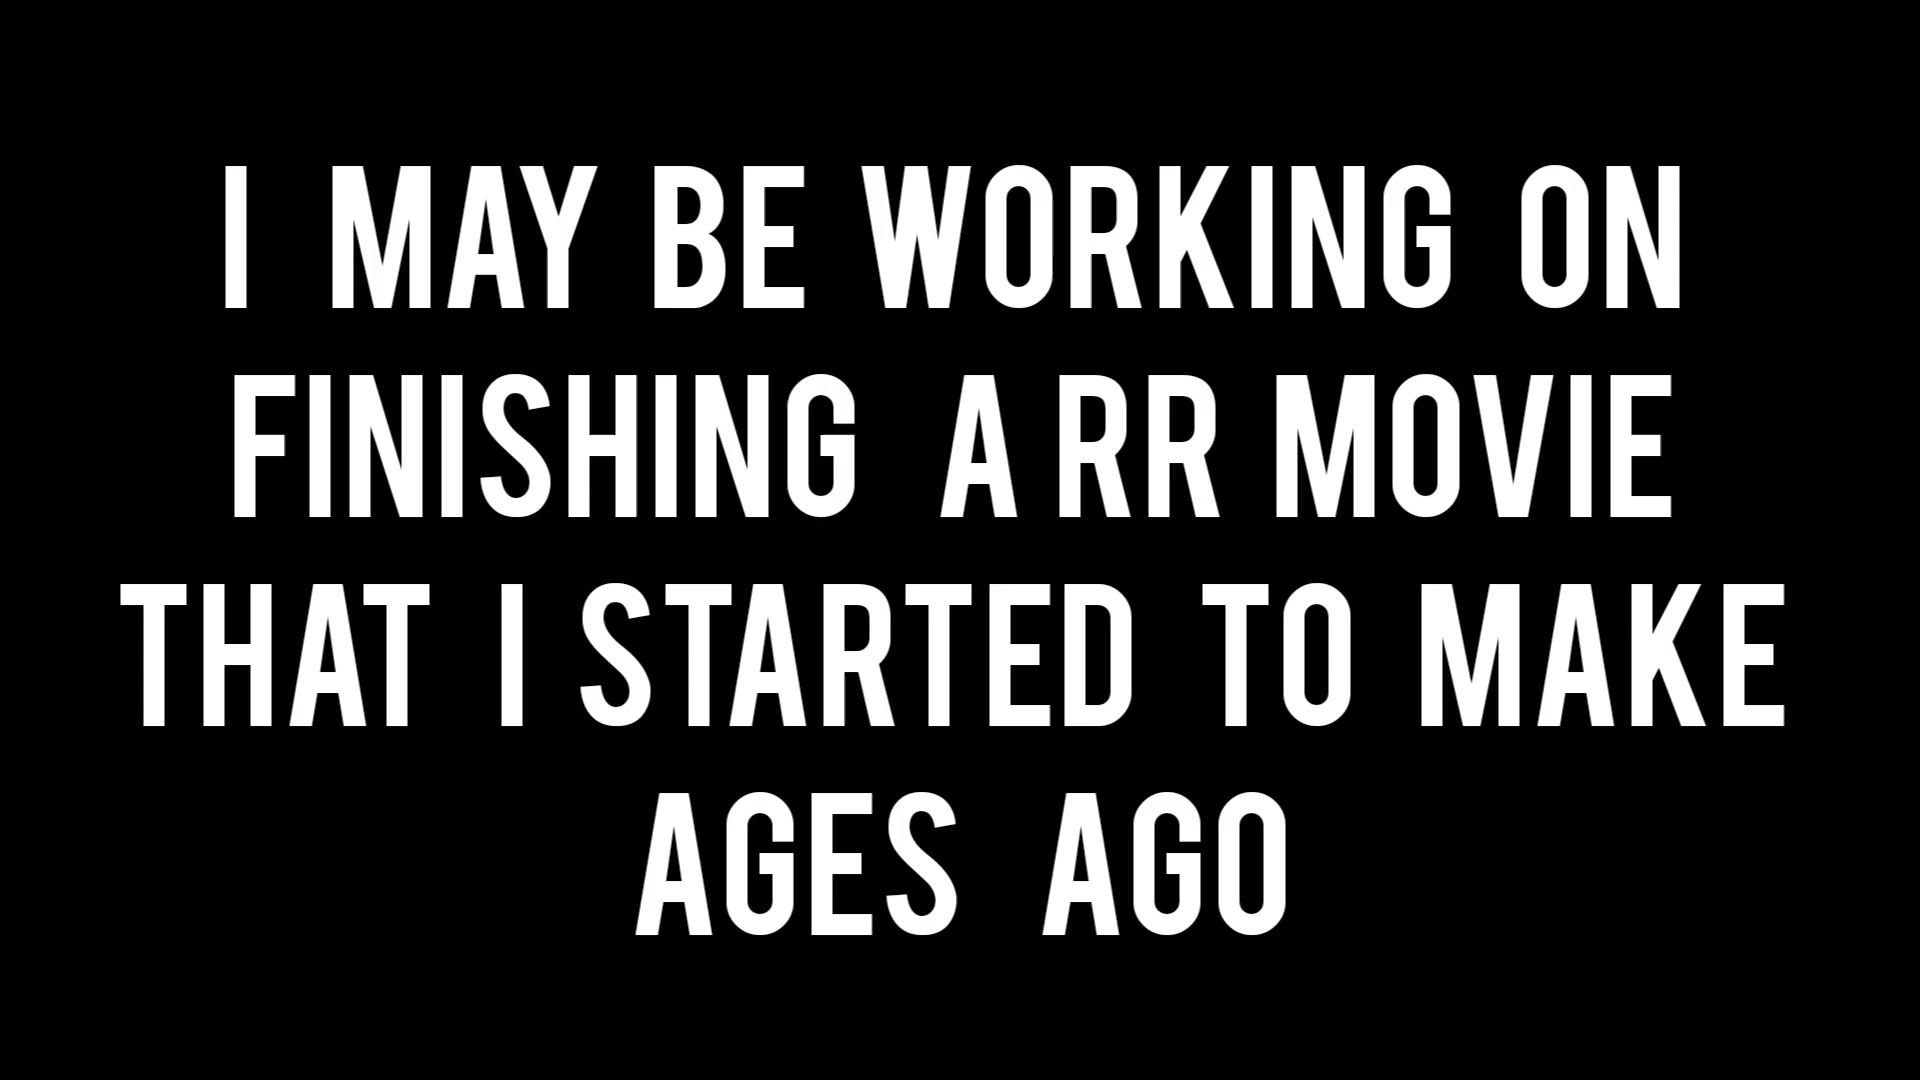 I MAY BE WORKING ON
FINISHING A RR MOVIE
THAT I STARTED TO MAKE
AGES AGO